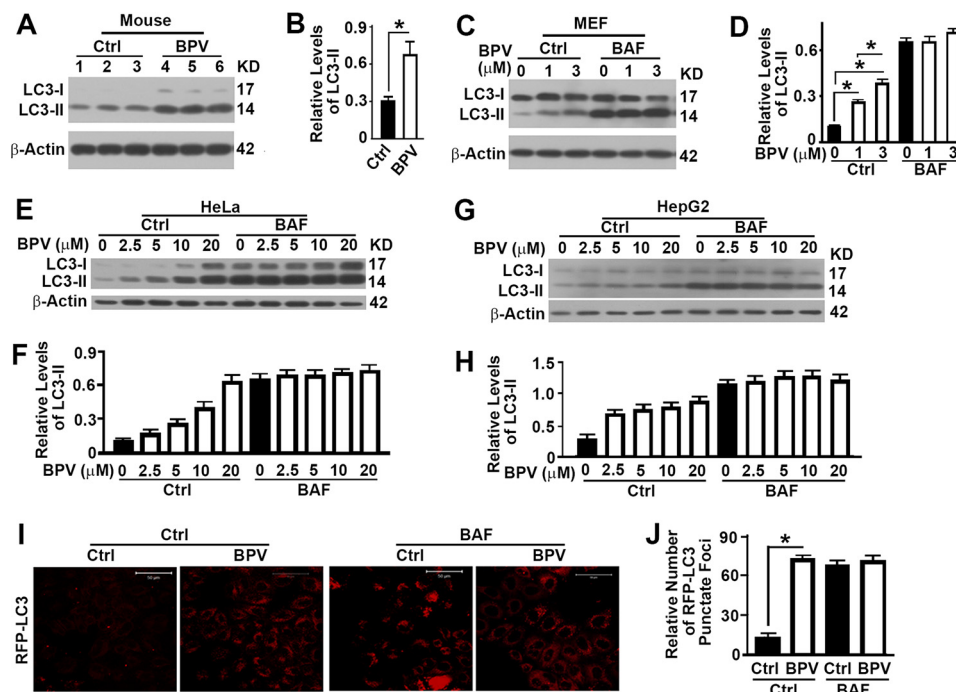 A
Mouse
Ctrl BPV
1 2 3 4 5 6 KD
LC3-I 17
LC3-II 14
β-Actin 42
B
Relative Levels
of LC3-II
0.9
0.6
0.3
0
*
Ctrl
BPV
C
MEF
BPV Ctrl BAF
(μM) 0 1 3 0 1 3 KD
LC3-I 17
LC3-II 14
β-Actin 42
D
Relative Levels
of LC3-II
0.6
0.3
0
*
* *
BPV (μM) 0 1 3 0 1 3
Ctrl BAF
E
HeLa
Ctrl BAF
BPV (μM) 0 2.5 5 10 20 0 2.5 5 10 20 KD
LC3-I 17
LC3-II 14
β-Actin 42
G
HepG2
Ctrl BAF
BPV (μM) 0 2.5 5 10 20 0 2.5 5 10 20 KD
LC3-I 17
LC3-II 14
β-Actin 42
F
Relative Levels
of LC3-II
0.9
0.6
0.3
0
BPV (μM) 0 2.5 5 10 20 0 2.5 5 10 20
Ctrl BAF
H
Relative Levels
of LC3-II
1.5
1.0
0.5
0
BPV (μM) 0 2.5 5 10 20 0 2.5 5 10 20
Ctrl BAF
I
Ctrl BAF
Ctrl BPV Ctrl BPV
RFP-LC3
50 μm
50 μm
J
Relative Number
of RFP-LC3
Punctate Foci
90
60
30
0
*
Ctrl BPV Ctrl BPV
Ctrl BAF